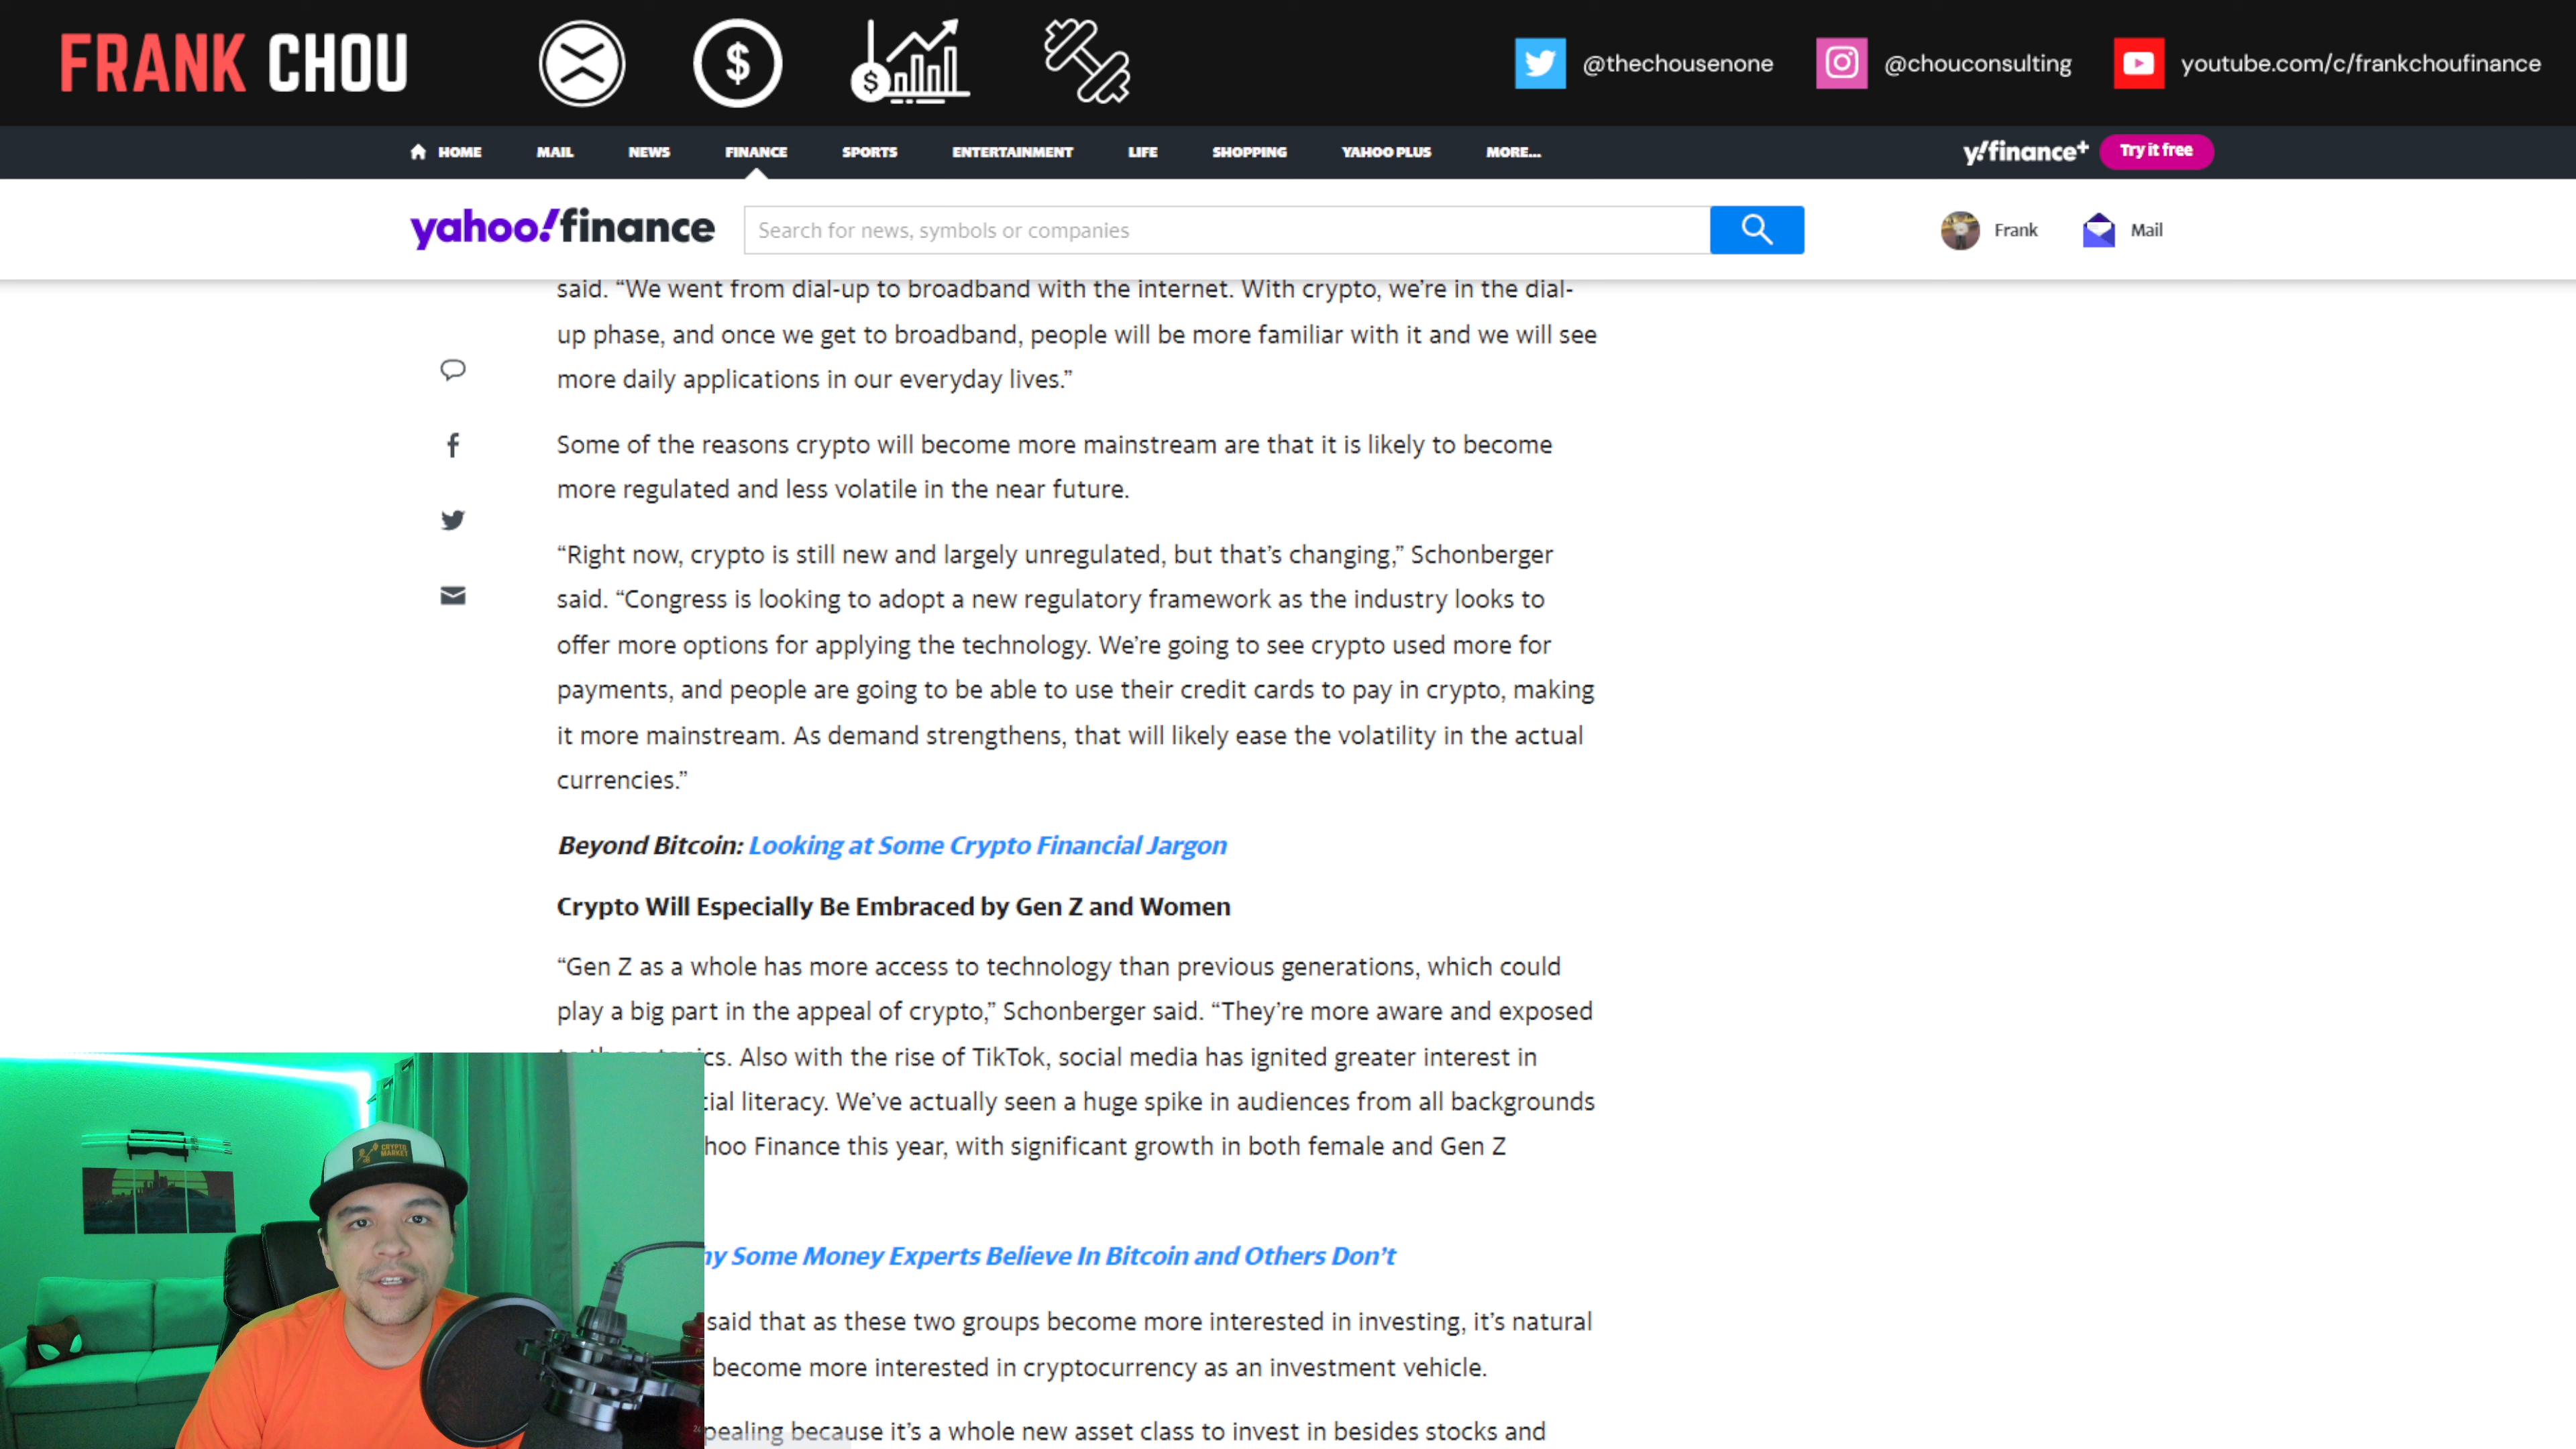 FRANK CHOU
@thechousenone
@chouconsulting
youtube.com/c/frankchoufinance
HOME MAIL NEWS FINANCE SPORTS ENTERTAINMENT LIFE SHOPPING YAHOO PLUS MORE...
y!finance+ Try it free
yahoo!finance
Search for news, symbols or companies
Frank
Mail
said. “We went from dial-up to broadband with the internet. With crypto, we’re in the dial-
up phase, and once we get to broadband, people will be more familiar with it and we will see
more daily applications in our everyday lives.”
Some of the reasons crypto will become more mainstream are that it is likely to become
more regulated and less volatile in the near future.
“Right now, crypto is still new and largely unregulated, but that’s changing,” Schonberger
said. “Congress is looking to adopt a new regulatory framework as the industry looks to
offer more options for applying the technology. We’re going to see crypto used more for
payments, and people are going to be able to use their credit cards to pay in crypto, making
it more mainstream. As demand strengthens, that will likely ease the volatility in the actual
currencies.”
Beyond Bitcoin: Looking at Some Crypto Financial Jargon
Crypto Will Especially Be Embraced by Gen Z and Women
“Gen Z as a whole has more access to technology than previous generations, which could
play a big part in the appeal of crypto,” Schonberger said. “They’re more aware and exposed
cs. Also with the rise of TikTok, social media has ignited greater interest in
cial literacy. We’ve actually seen a huge spike in audiences from all backgrounds
hoo Finance this year, with significant growth in both female and Gen Z
hy Some Money Experts Believe In Bitcoin and Others Don’t
said that as these two groups become more interested in investing, it’s natural
become more interested in cryptocurrency as an investment vehicle.
pealing because it’s a whole new asset class to invest in besides stocks and
CRYPTO
MARKET